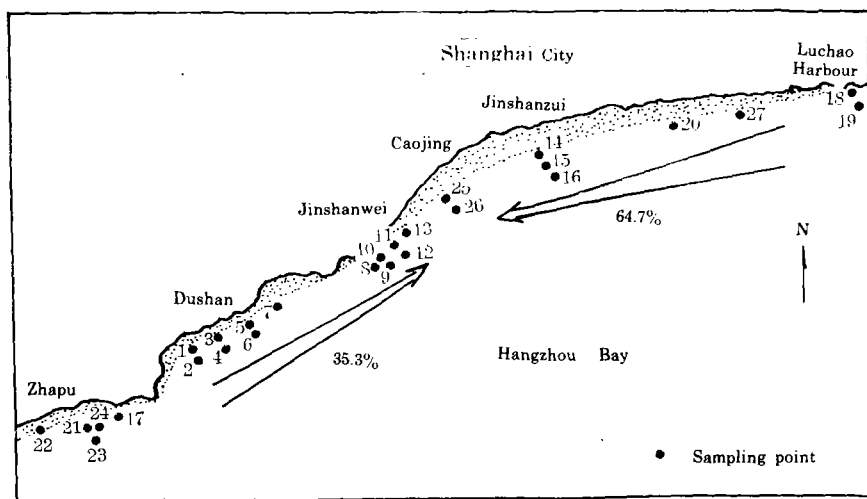 Shanghai City
Luchao
Harbour
Jinshanzui
18
19
20
27
Caojing
14
15
16
25
26
64.7%
Jinshanwei
N
11
13
10
12
8
9
Dushan
7
5
3
6
1
4
2
35.3%
Hangzhou Bay
Zhapu
24
17
21
22
23
Sampling point